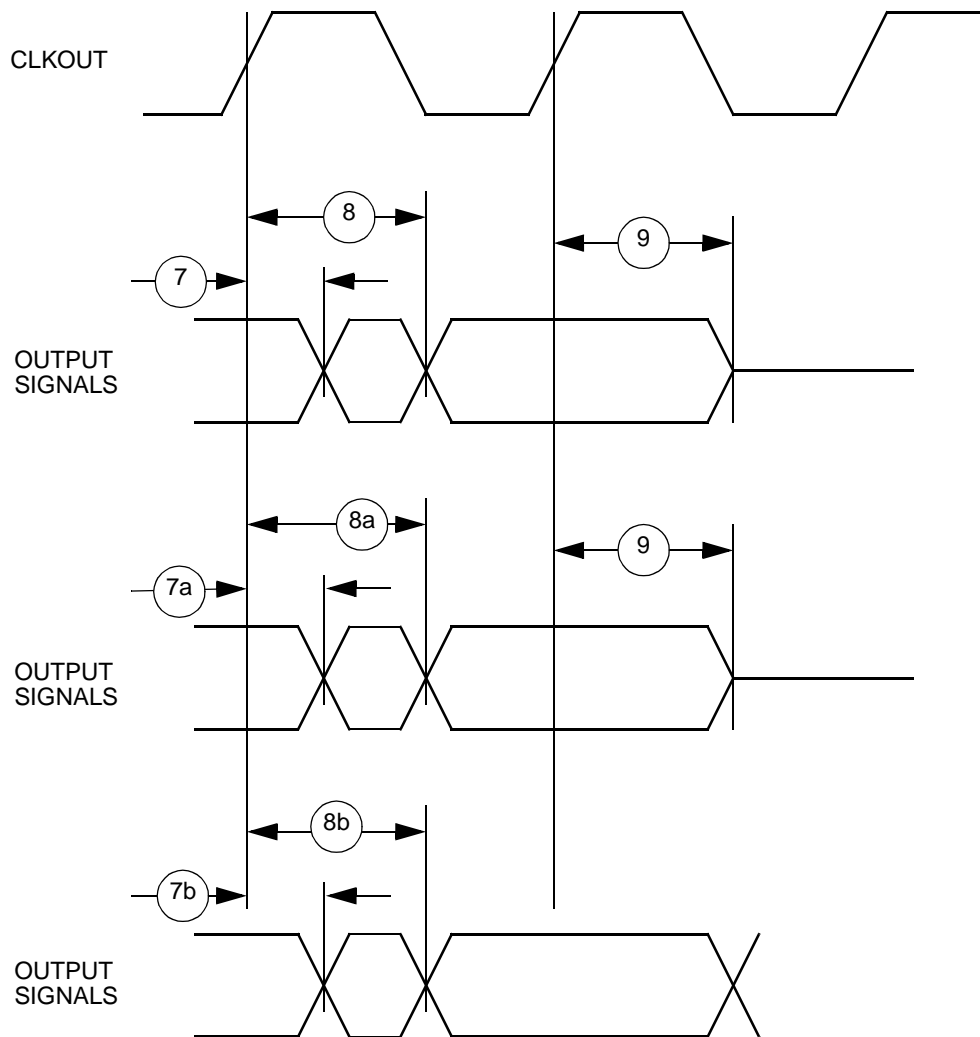 CLKOUT
8
9
7
OUTPUT
SIGNALS
8a
9
7a
OUTPUT
SIGNALS
8b
7b
OUTPUT
SIGNALS